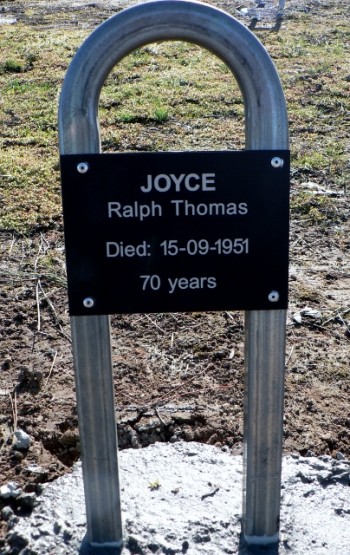 JOYCE
Ralph Thomas
Died: 15-09-1951
70 years